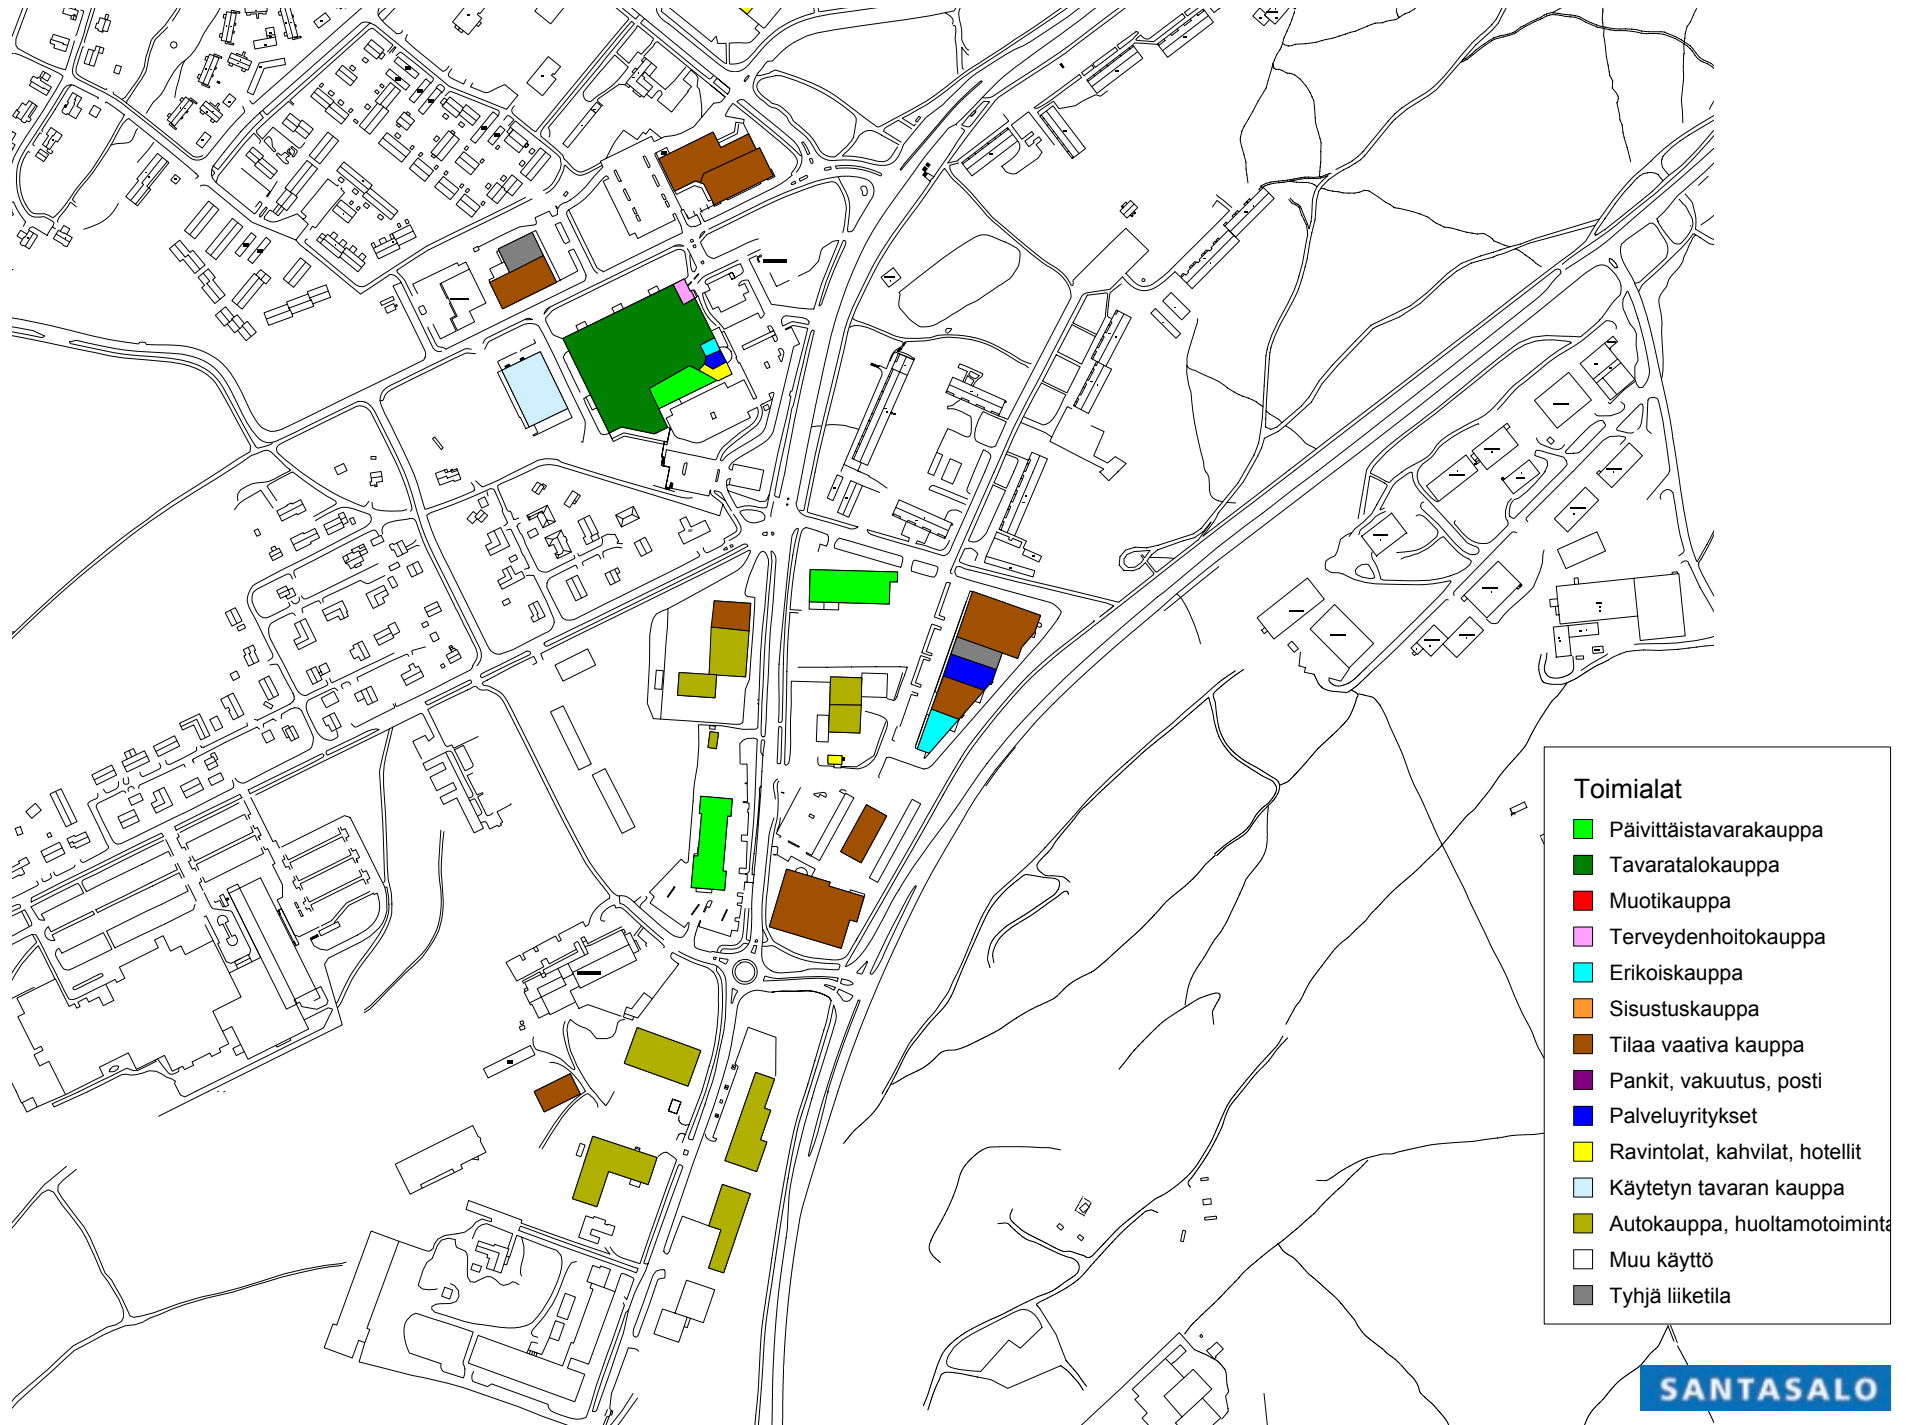 Toimialat
Päivittäistavarakauppa
Tavaratalokauppa
Muotikauppa
Terveydenhoitokauppa
Erikoiskauppa
Sisustuskauppa
Tilaa vaativa kauppa
Pankit, vakuutus, posti
Palveluyritykset
Ravintolat, kahvilat, hotellit
Käytetyn tavaran kauppa
Autokauppa, huoltamotoiminta
Muu käyttö
Tyhjä liiketila
SANTASALO